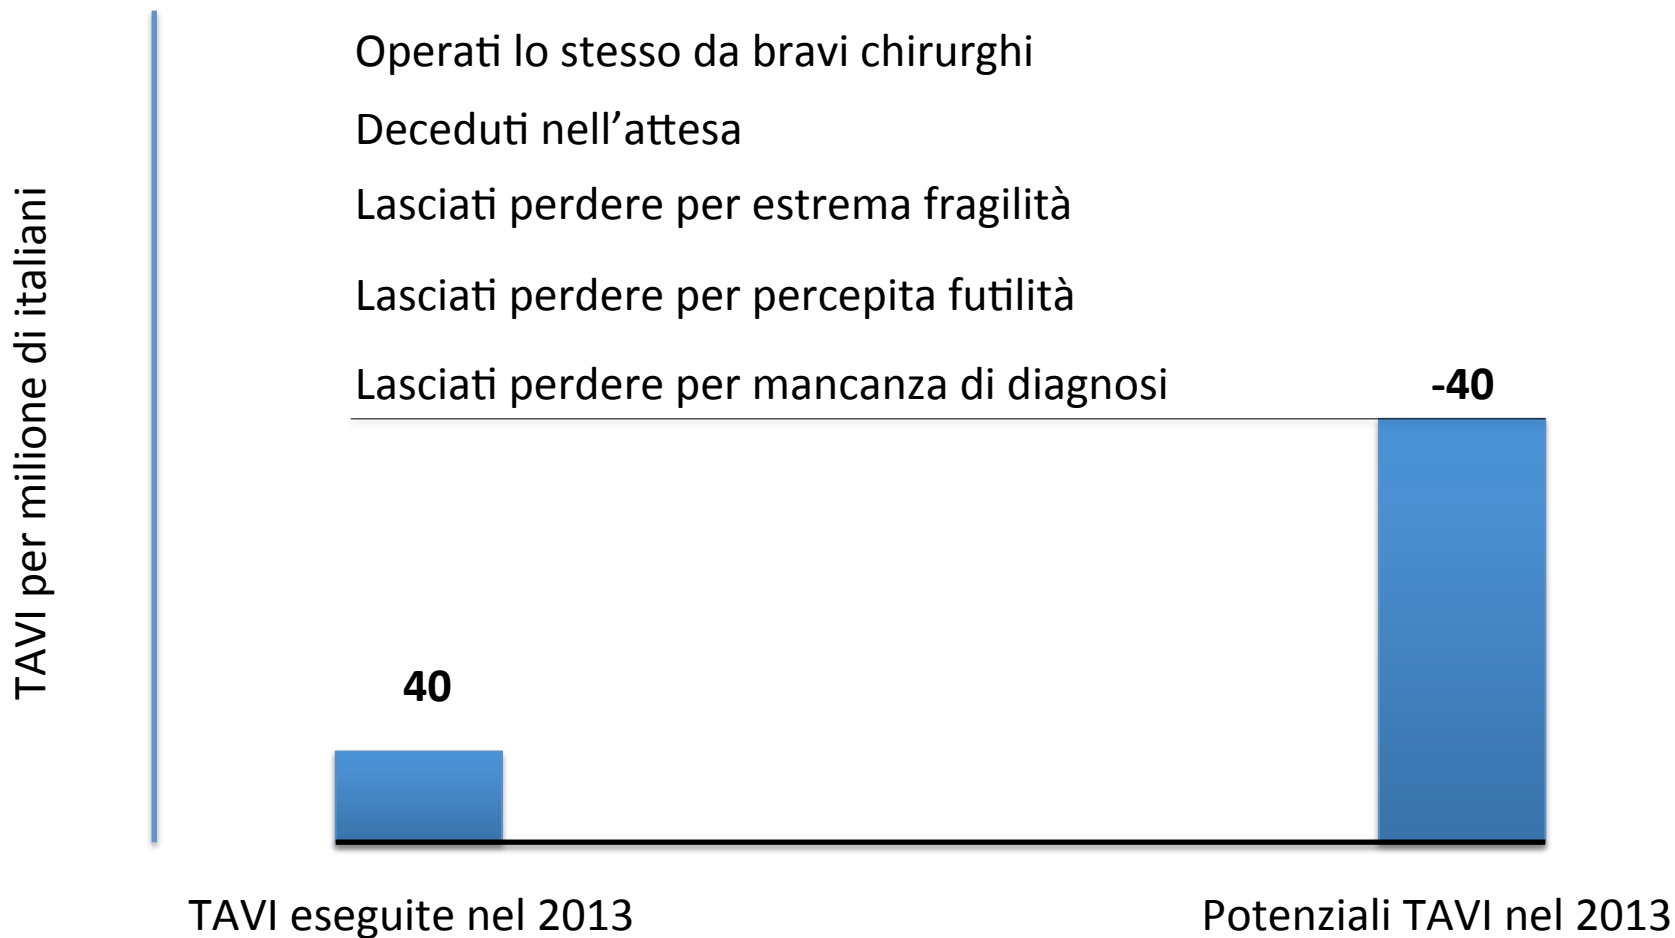 Operati lo stesso da bravi chirurghi
Deceduti nell’attesa
Lasciati perdere per estrema fragilità
Lasciati perdere per percepita futilità
Lasciati perdere per mancanza di diagnosi
-40
40
TAVI per milione di italiani
TAVI eseguite nel 2013
Potenziali TAVI nel 2013